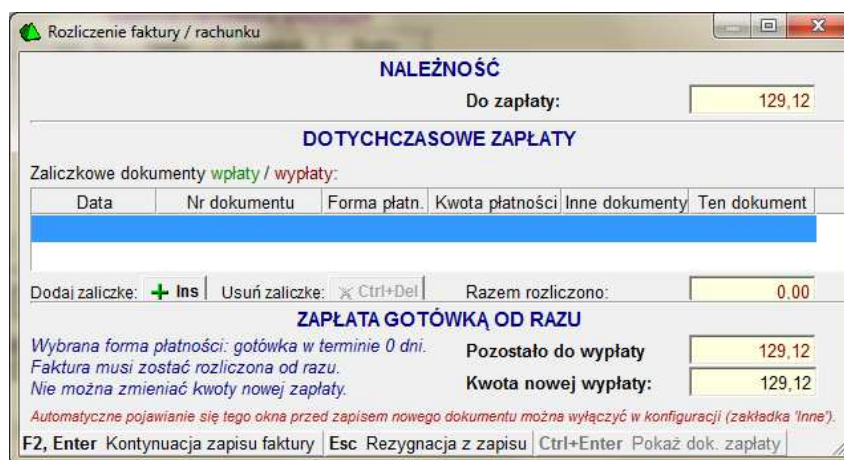 Rozliczenie faktury / rachunku
NALEŻNOŚĆ
Do zapłaty: 129,12
DOTYCHCZASOWE ZAPŁATY
Zaliczkowe dokumenty wpłaty / wypłaty:
Data Nr dokumentu Forma płatn. Kwota płatności Inne dokumenty Ten dokument
Dodaj zaliczkę: Ins Usuń zaliczkę: Ctrl+Del Razem rozliczono: 0,00
ZAPŁATA GOTÓWKĄ OD RAZU
Wybrana forma płatności: gotówka w terminie 0 dni. Pozostało do wypłaty 129,12
Faktura musi zostać rozliczona od razu.
Nie można zmieniać kwoty nowej zapłaty. Kwota nowej wypłaty: 129,12
Automatyczne pojawianie się tego okna przed zapisem nowego dokumentu można wyłączyć w konfiguracji (zakładka 'Inne').
F2, Enter Kontynuacja zapisu faktury Esc Rezygnacja z zapisu Ctrl+Enter Pokaż dok. zapłaty